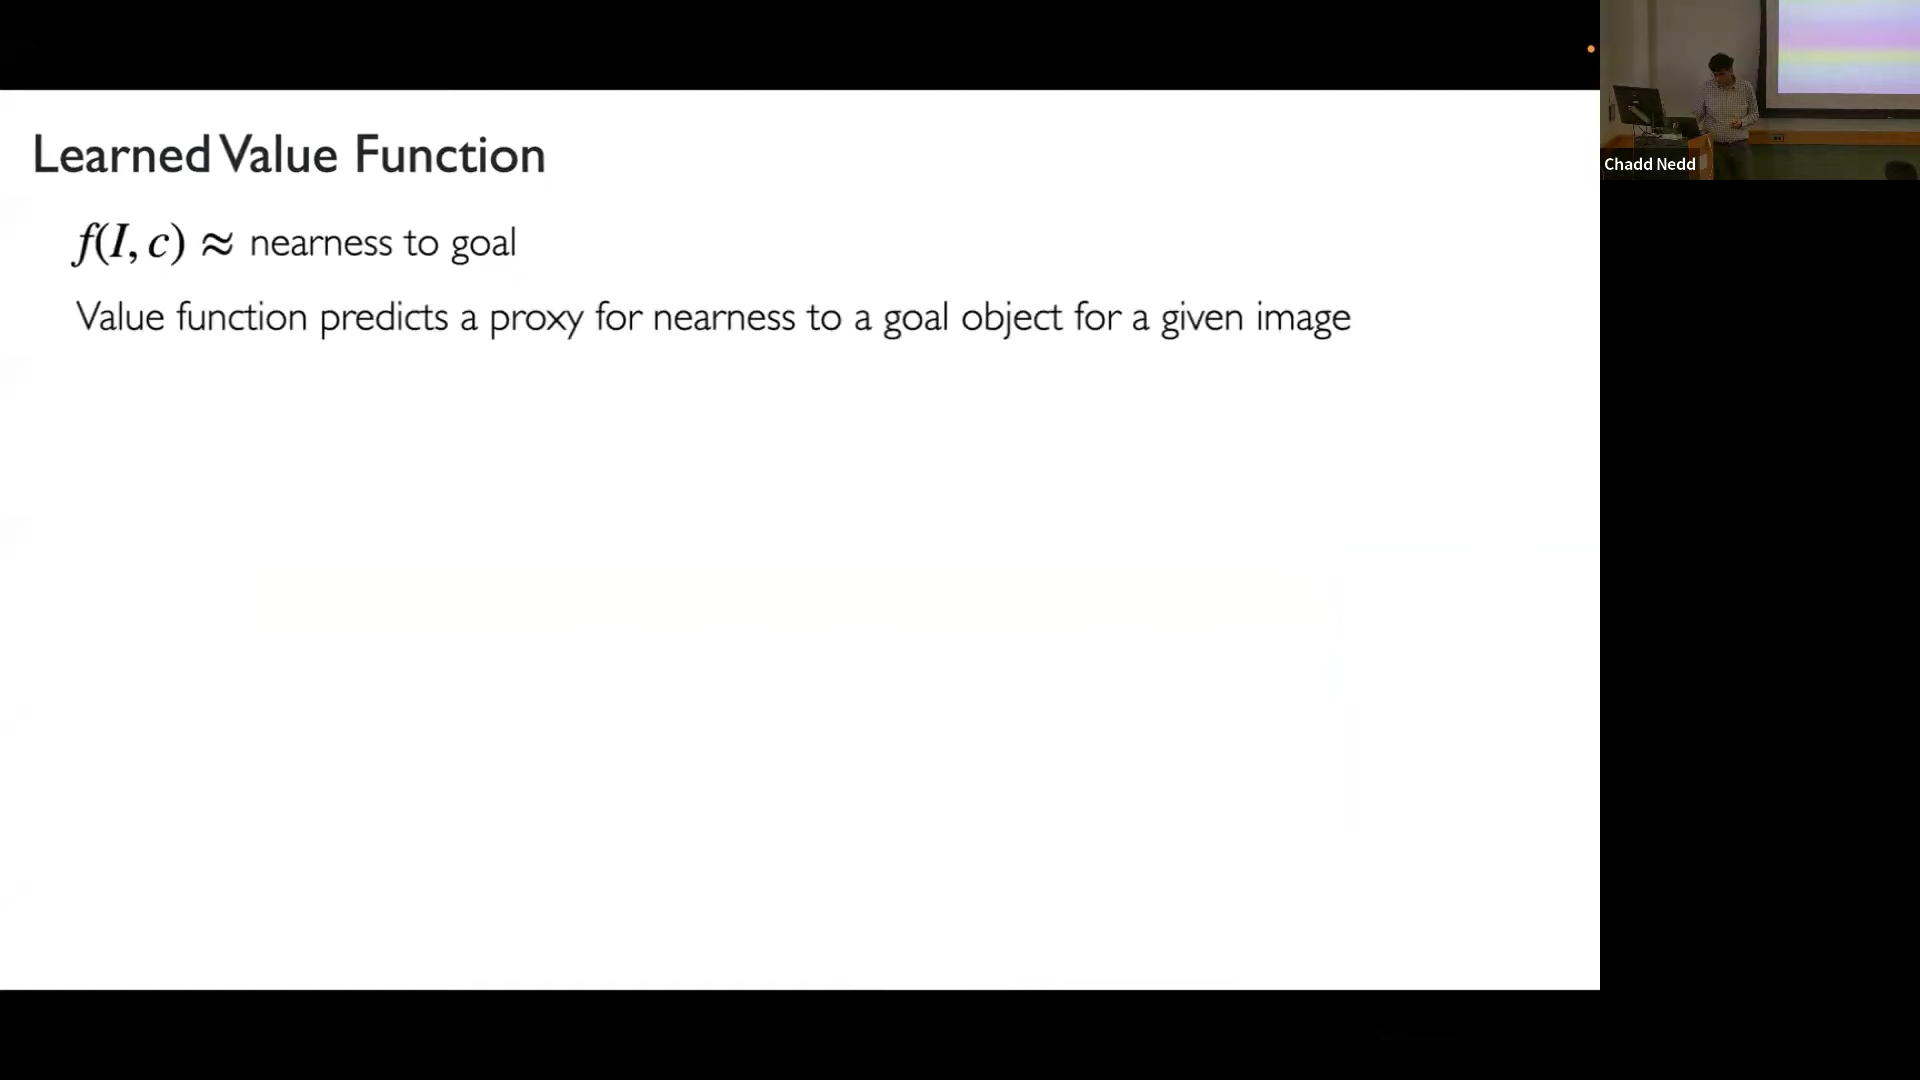 Learned Value Function
f(I, c) ≈ nearness to goal
Value function predicts a proxy for nearness to a goal object for a given image
Chadd Nedd